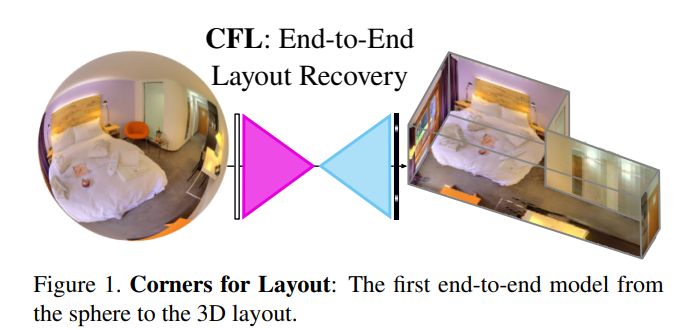 CFL: End-to-End
Layout Recovery
Figure 1. Corners for Layout: The first end-to-end model from
the sphere to the 3D layout.